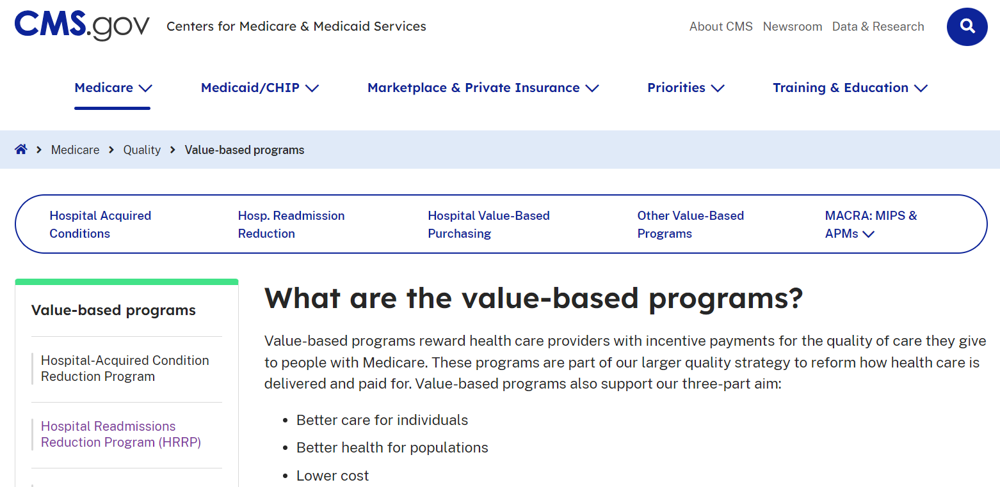 CMS.gov Centers for Medicare & Medicaid Services About CMS Newsroom Data & Research
Medicare Medicaid/CHIP Marketplace & Private Insurance Priorities Training & Education
Medicare Quality Value-based programs
Hospital Acquired
Conditions
Hosp. Readmission
Reduction
Hospital Value-Based
Purchasing
Other Value-Based
Programs
MACRA: MIPS &
APMs
Value-based programs
Hospital-Acquired Condition
Reduction Program
Hospital Readmissions
Reduction Program (HRRP)
What are the value-based programs?
Value-based programs reward health care providers with incentive payments for the quality of care they give
to people with Medicare. These programs are part of our larger quality strategy to reform how health care is
delivered and paid for. Value-based programs also support our three-part aim:
• Better care for individuals
• Better health for populations
• Lower cost